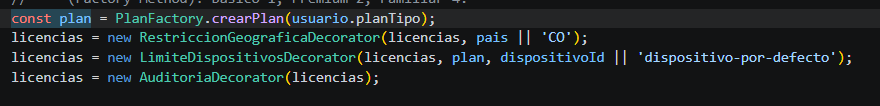 (Factory Method): Básico 1, Premium 2, Familiar 4.
const plan = PlanFactory.crearPlan(usuario.planTipo);
licencias = new RestriccionGeograficaDecorator(licencias, pais || 'CO');
licencias = new LimiteDispositivosDecorator(licencias, plan, dispositivoId || 'dispositivo-por-defecto');
licencias = new AuditoriaDecorator(licencias);